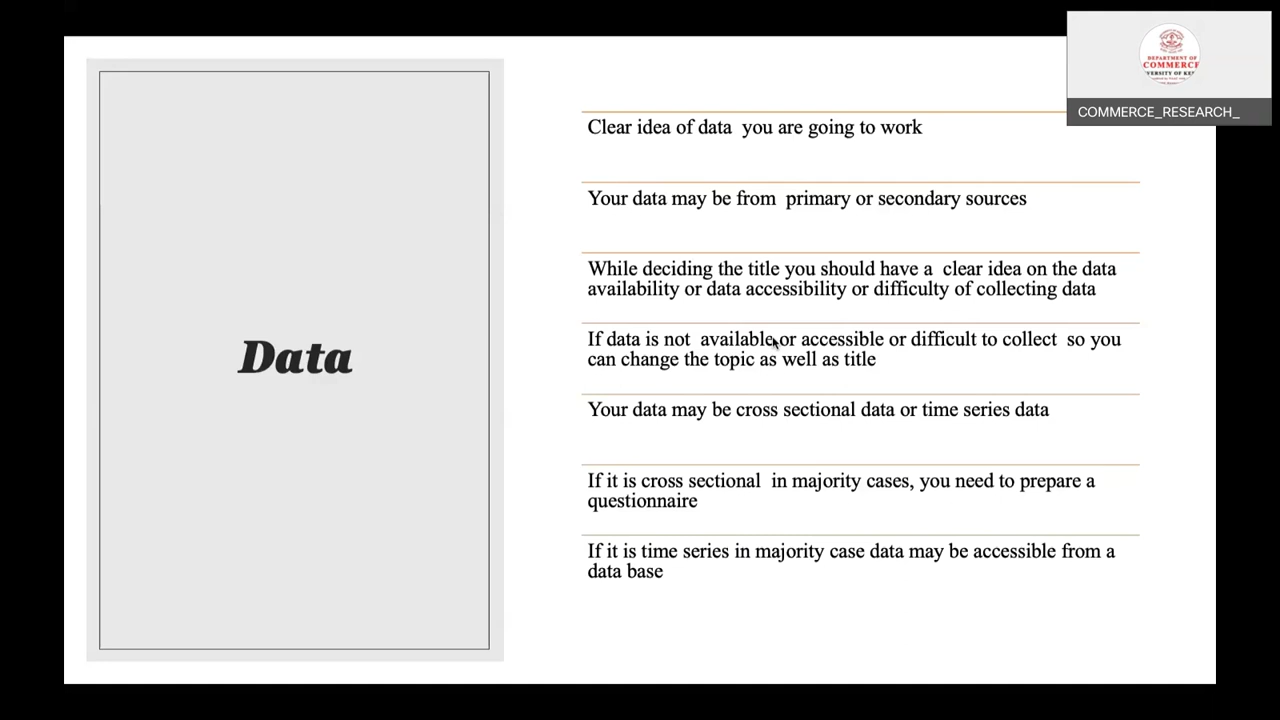 DEPARTMENT OF
COMMERCE
COMMERCE_RESEARCH_
Clear idea of data you are going to work
Your data may be from primary or secondary sources
While deciding the title you should have a clear idea on the data
availability or data accessibility or difficulty of collecting data
Data
If data is not available or accessible or difficult to collect so you
can change the topic as well as title
Your data may be cross sectional data or time series data
If it is cross sectional in majority cases, you need to prepare a
questionnaire
If it is time series in majority case data may be accessible from a
data base